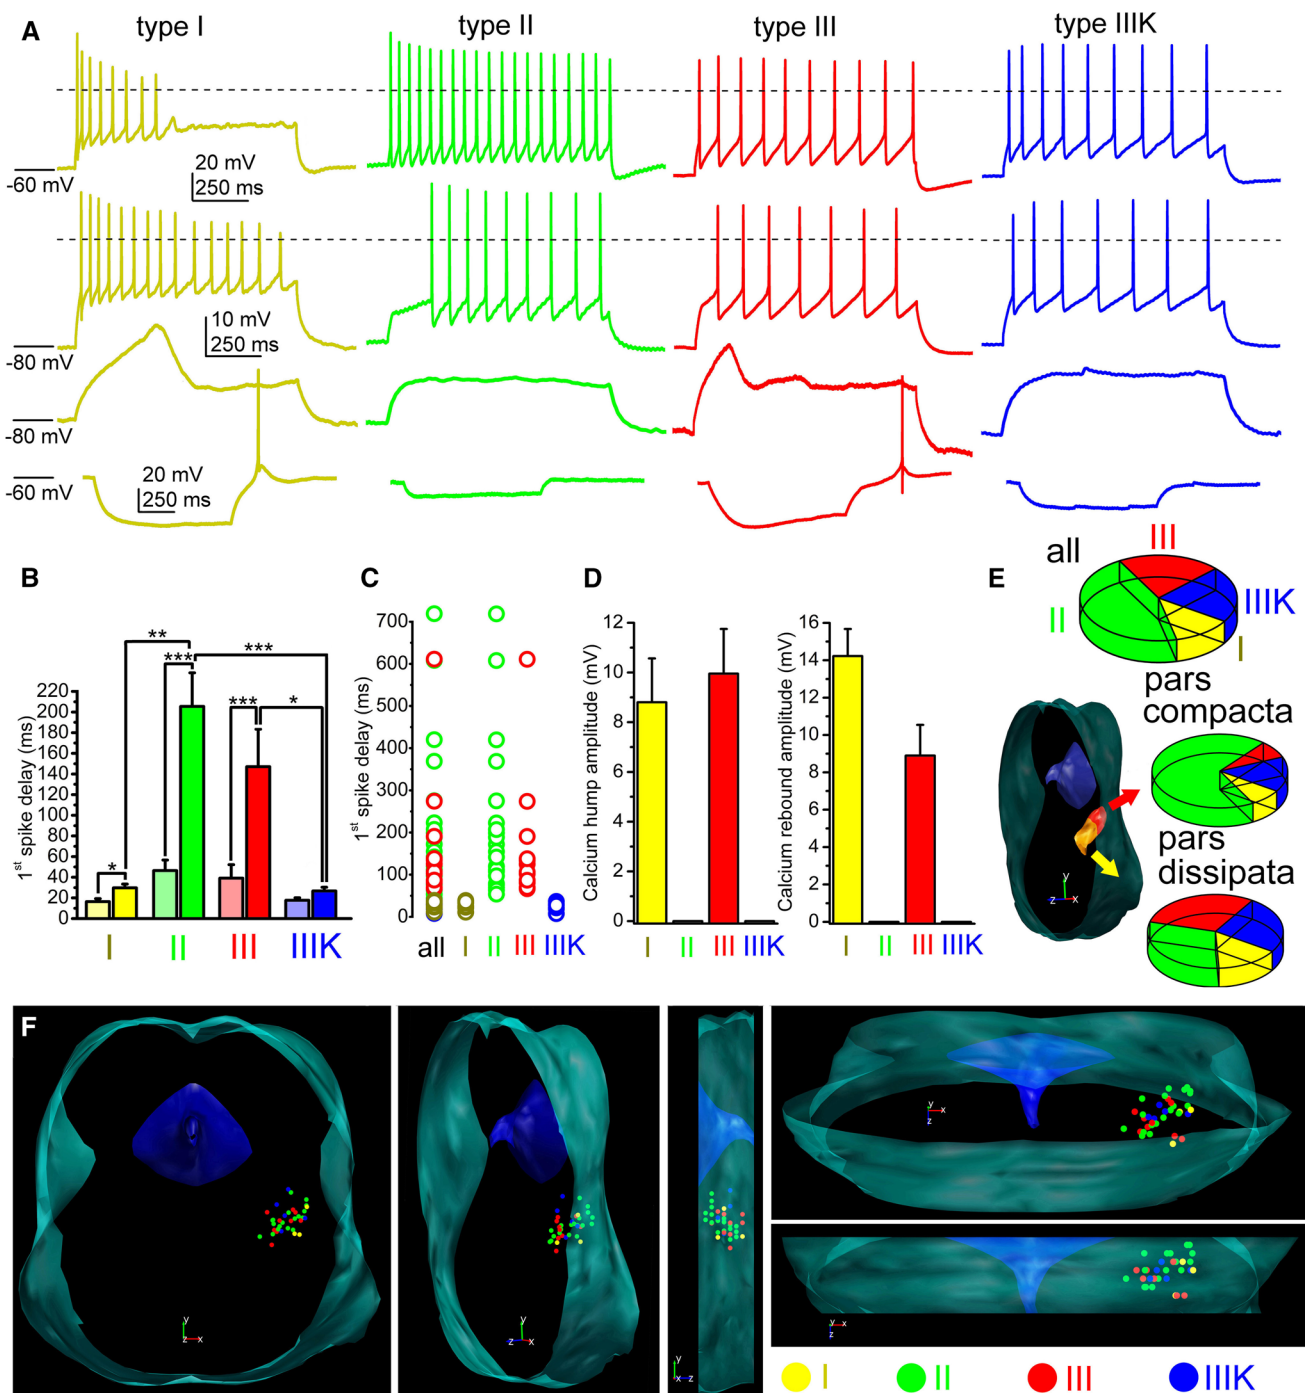 A type I type II type III type IIIK
20 mV
250 ms
-60 mV
10 mV
250 ms
-80 mV
-80 mV
20 mV
250 ms
-60 mV
B
1st spike delay (ms)
220
200
180
160
140
120
100
80
60
40
20
0
** *** *** *** * *
I II III IIIK
C
1st spike delay (ms)
700
600
500
400
300
200
100
0
all I II III IIIK
D
Calcium hump amplitude (mV)
12
10
8
6
4
2
0
I II III IIIK
Calcium rebound amplitude (mV)
16
14
12
10
8
6
4
2
0
I II III IIIK
E
all III
II IIIK
I
pars
compacta
pars
dissipata
y
z x
F
y
z x
y
z x
y
x z
y
x
z
y x
z
I II III IIIK